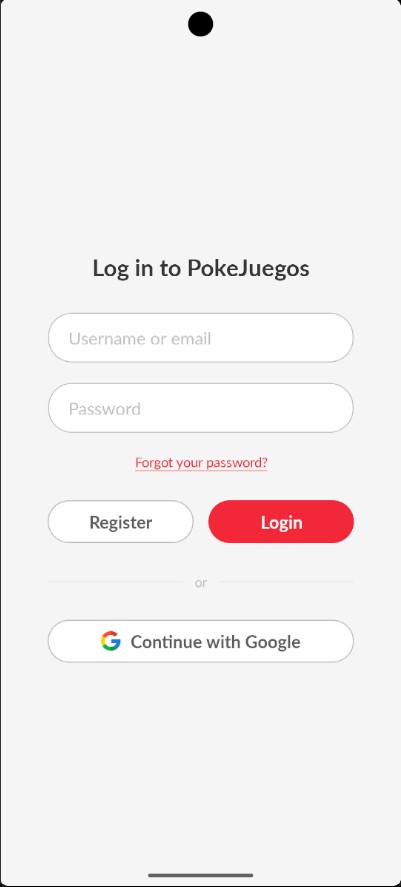 Log in to PokeJuegos
Username or email
Password
Forgot your password?
Register
Login
or
Continue with Google